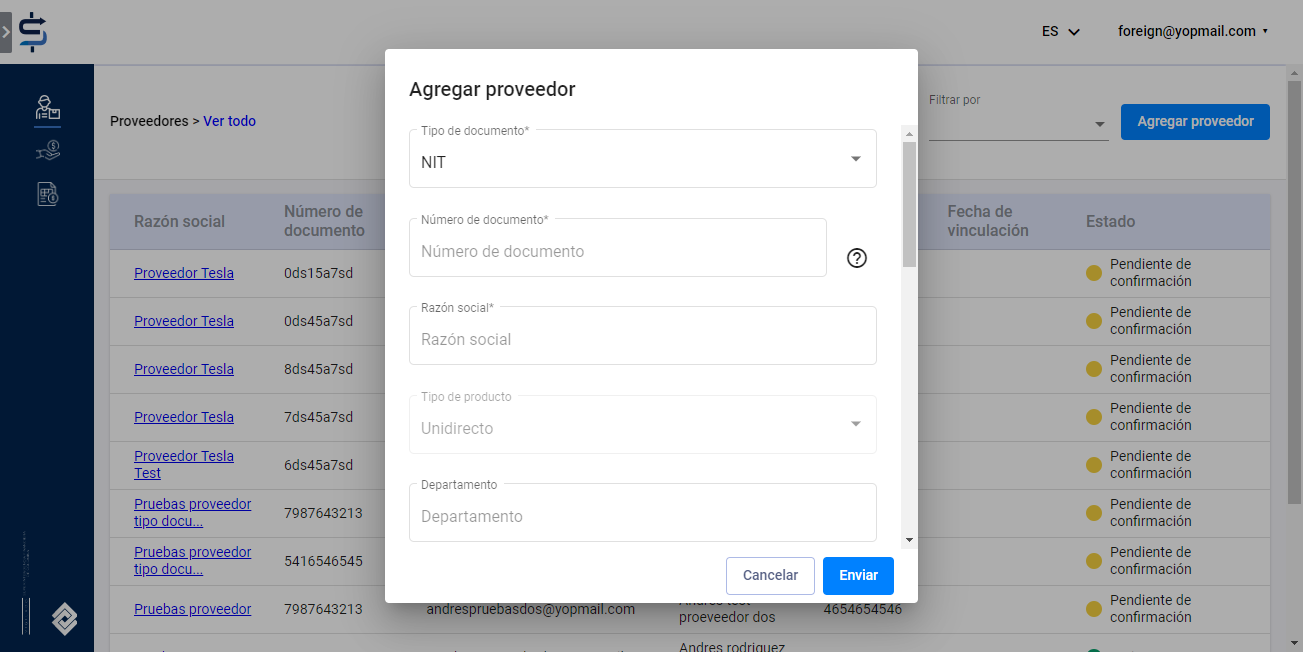 ES
foreign@yopmail.com
Proveedores > Ver todo
Filtrar por
Agregar proveedor
Agregar proveedor
Tipo de documento*
NIT
Número de documento*
Número de documento
Razón social*
Razón social
Tipo de producto
Unidirecto
Departamento
Departamento
Cancelar
Enviar
Razón social
Número de
documento
Fecha de
vinculación
Estado
Proveedor Tesla
0ds15a7sd
Pendiente de
confirmación
Proveedor Tesla
0ds45a7sd
Pendiente de
confirmación
Proveedor Tesla
8ds45a7sd
Pendiente de
confirmación
Proveedor Tesla
7ds45a7sd
Pendiente de
confirmación
Proveedor Tesla
Test
6ds45a7sd
Pendiente de
confirmación
Pruebas proveedor
tipo docu...
7987643213
Pendiente de
confirmación
Pruebas proveedor
tipo docu...
5416546545
Pendiente de
confirmación
Pruebas proveedor
7987643213
andrespruebasdos@yopmail.com
proeveedor dos
4654654546
Pendiente de
confirmación
Andres rodriguez